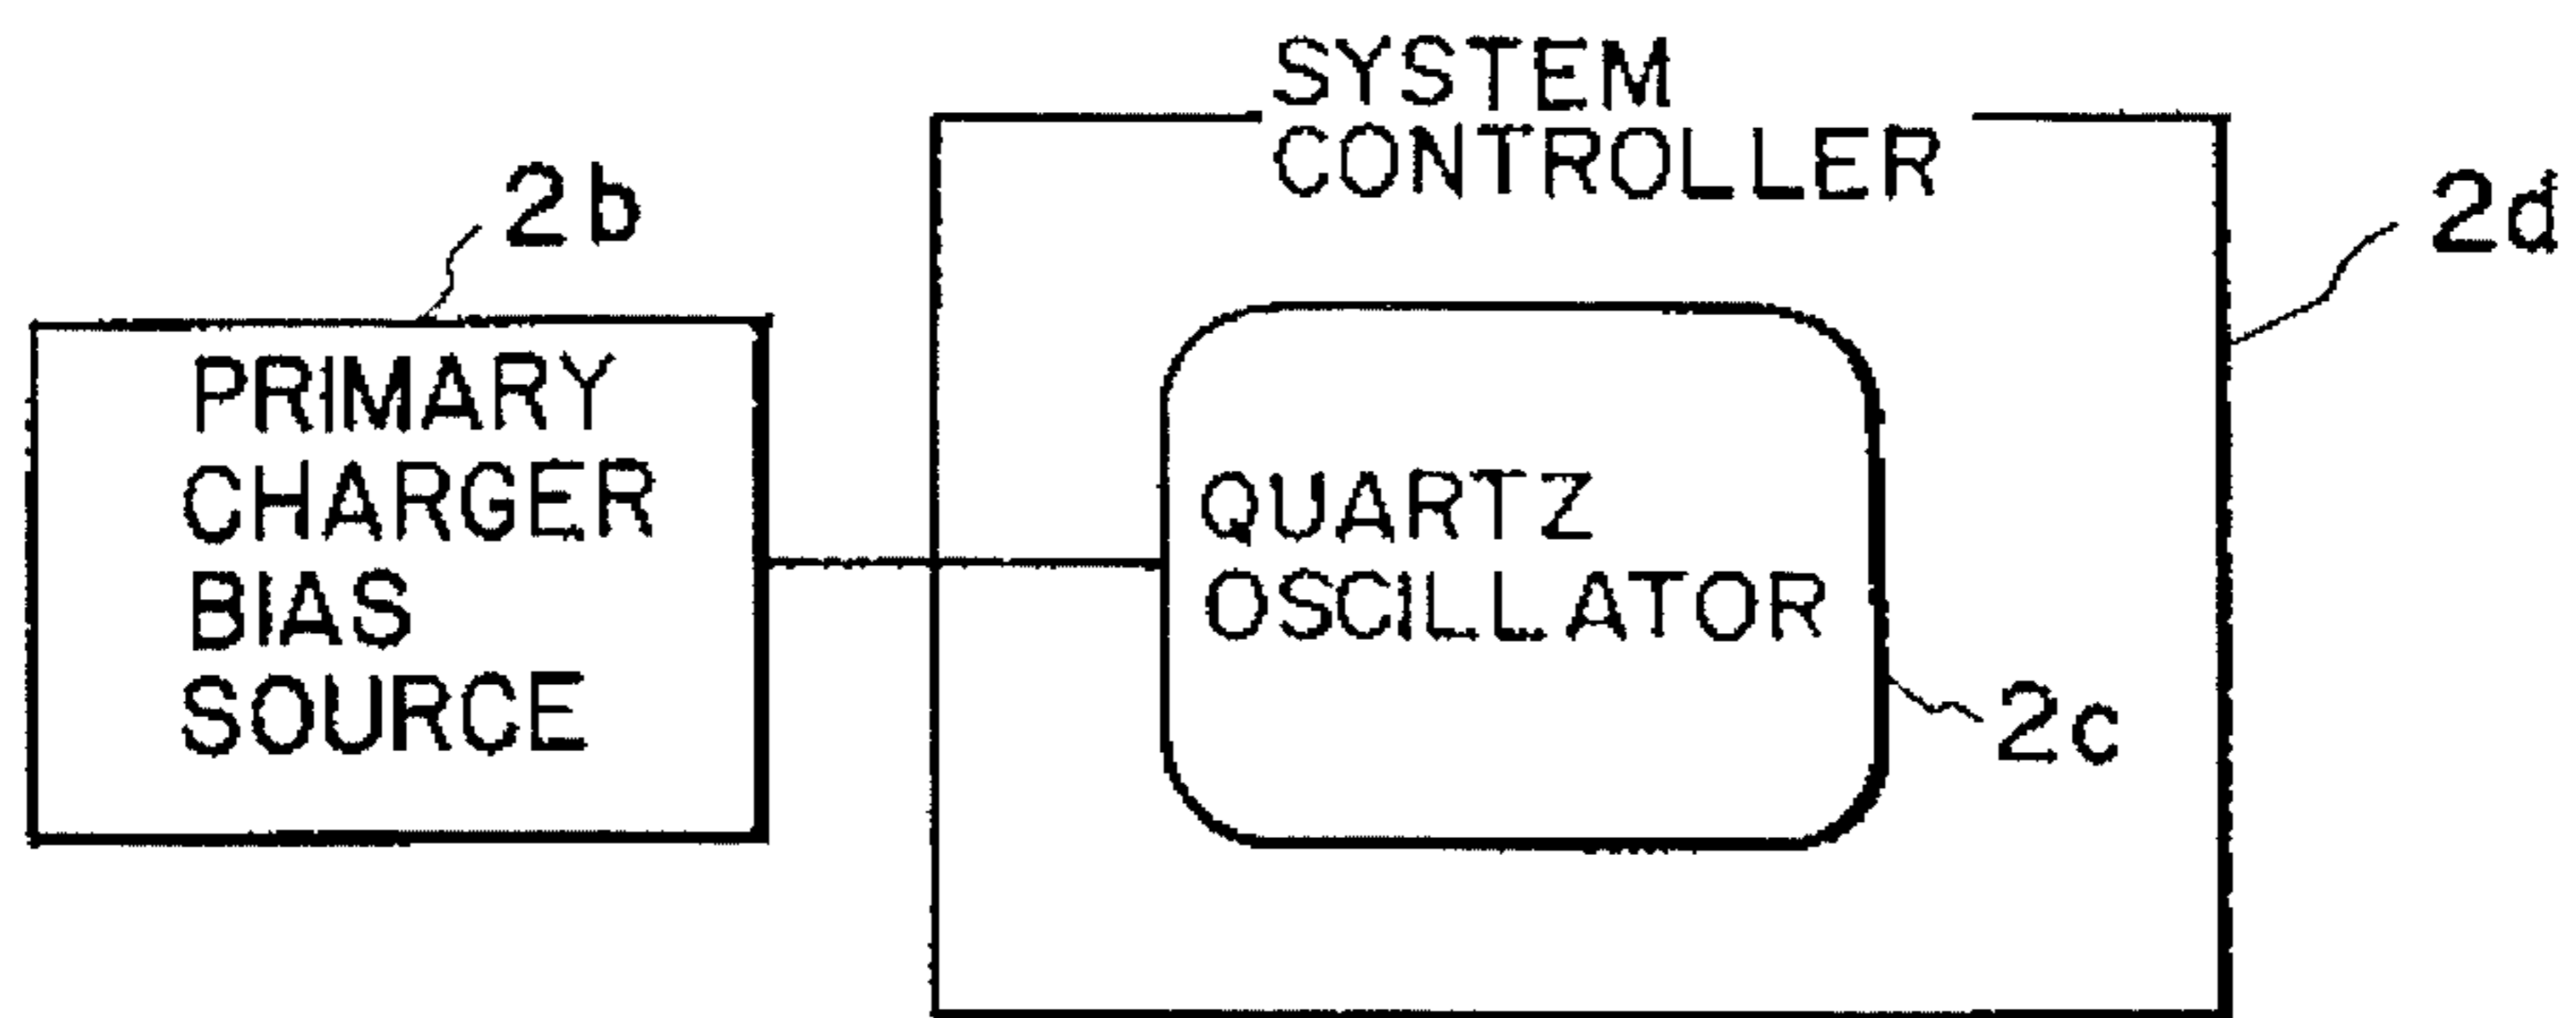 SYSTEM
CONTROLLER
2b
2d
PRIMARY
CHARGER
BIAS
SOURCE
QUARTZ
OSCILLATOR
2c